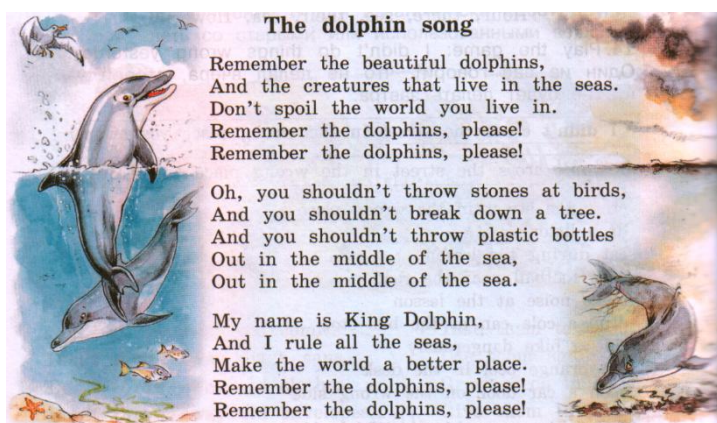 The dolphin song
Remember the beautiful dolphins,
And the creatures that live in the seas.
Don't spoil the world you live in.
Remember the dolphins, please!
Remember the dolphins, please!
Oh, you shouldn't throw stones at birds,
And you shouldn't break down a tree.
And you shouldn't throw plastic bottles
Out in the middle of the sea,
Out in the middle of the sea.
My name is King Dolphin,
And I rule all the seas,
Make the world a better place.
Remember the dolphins, please!
Remember the dolphins, please!